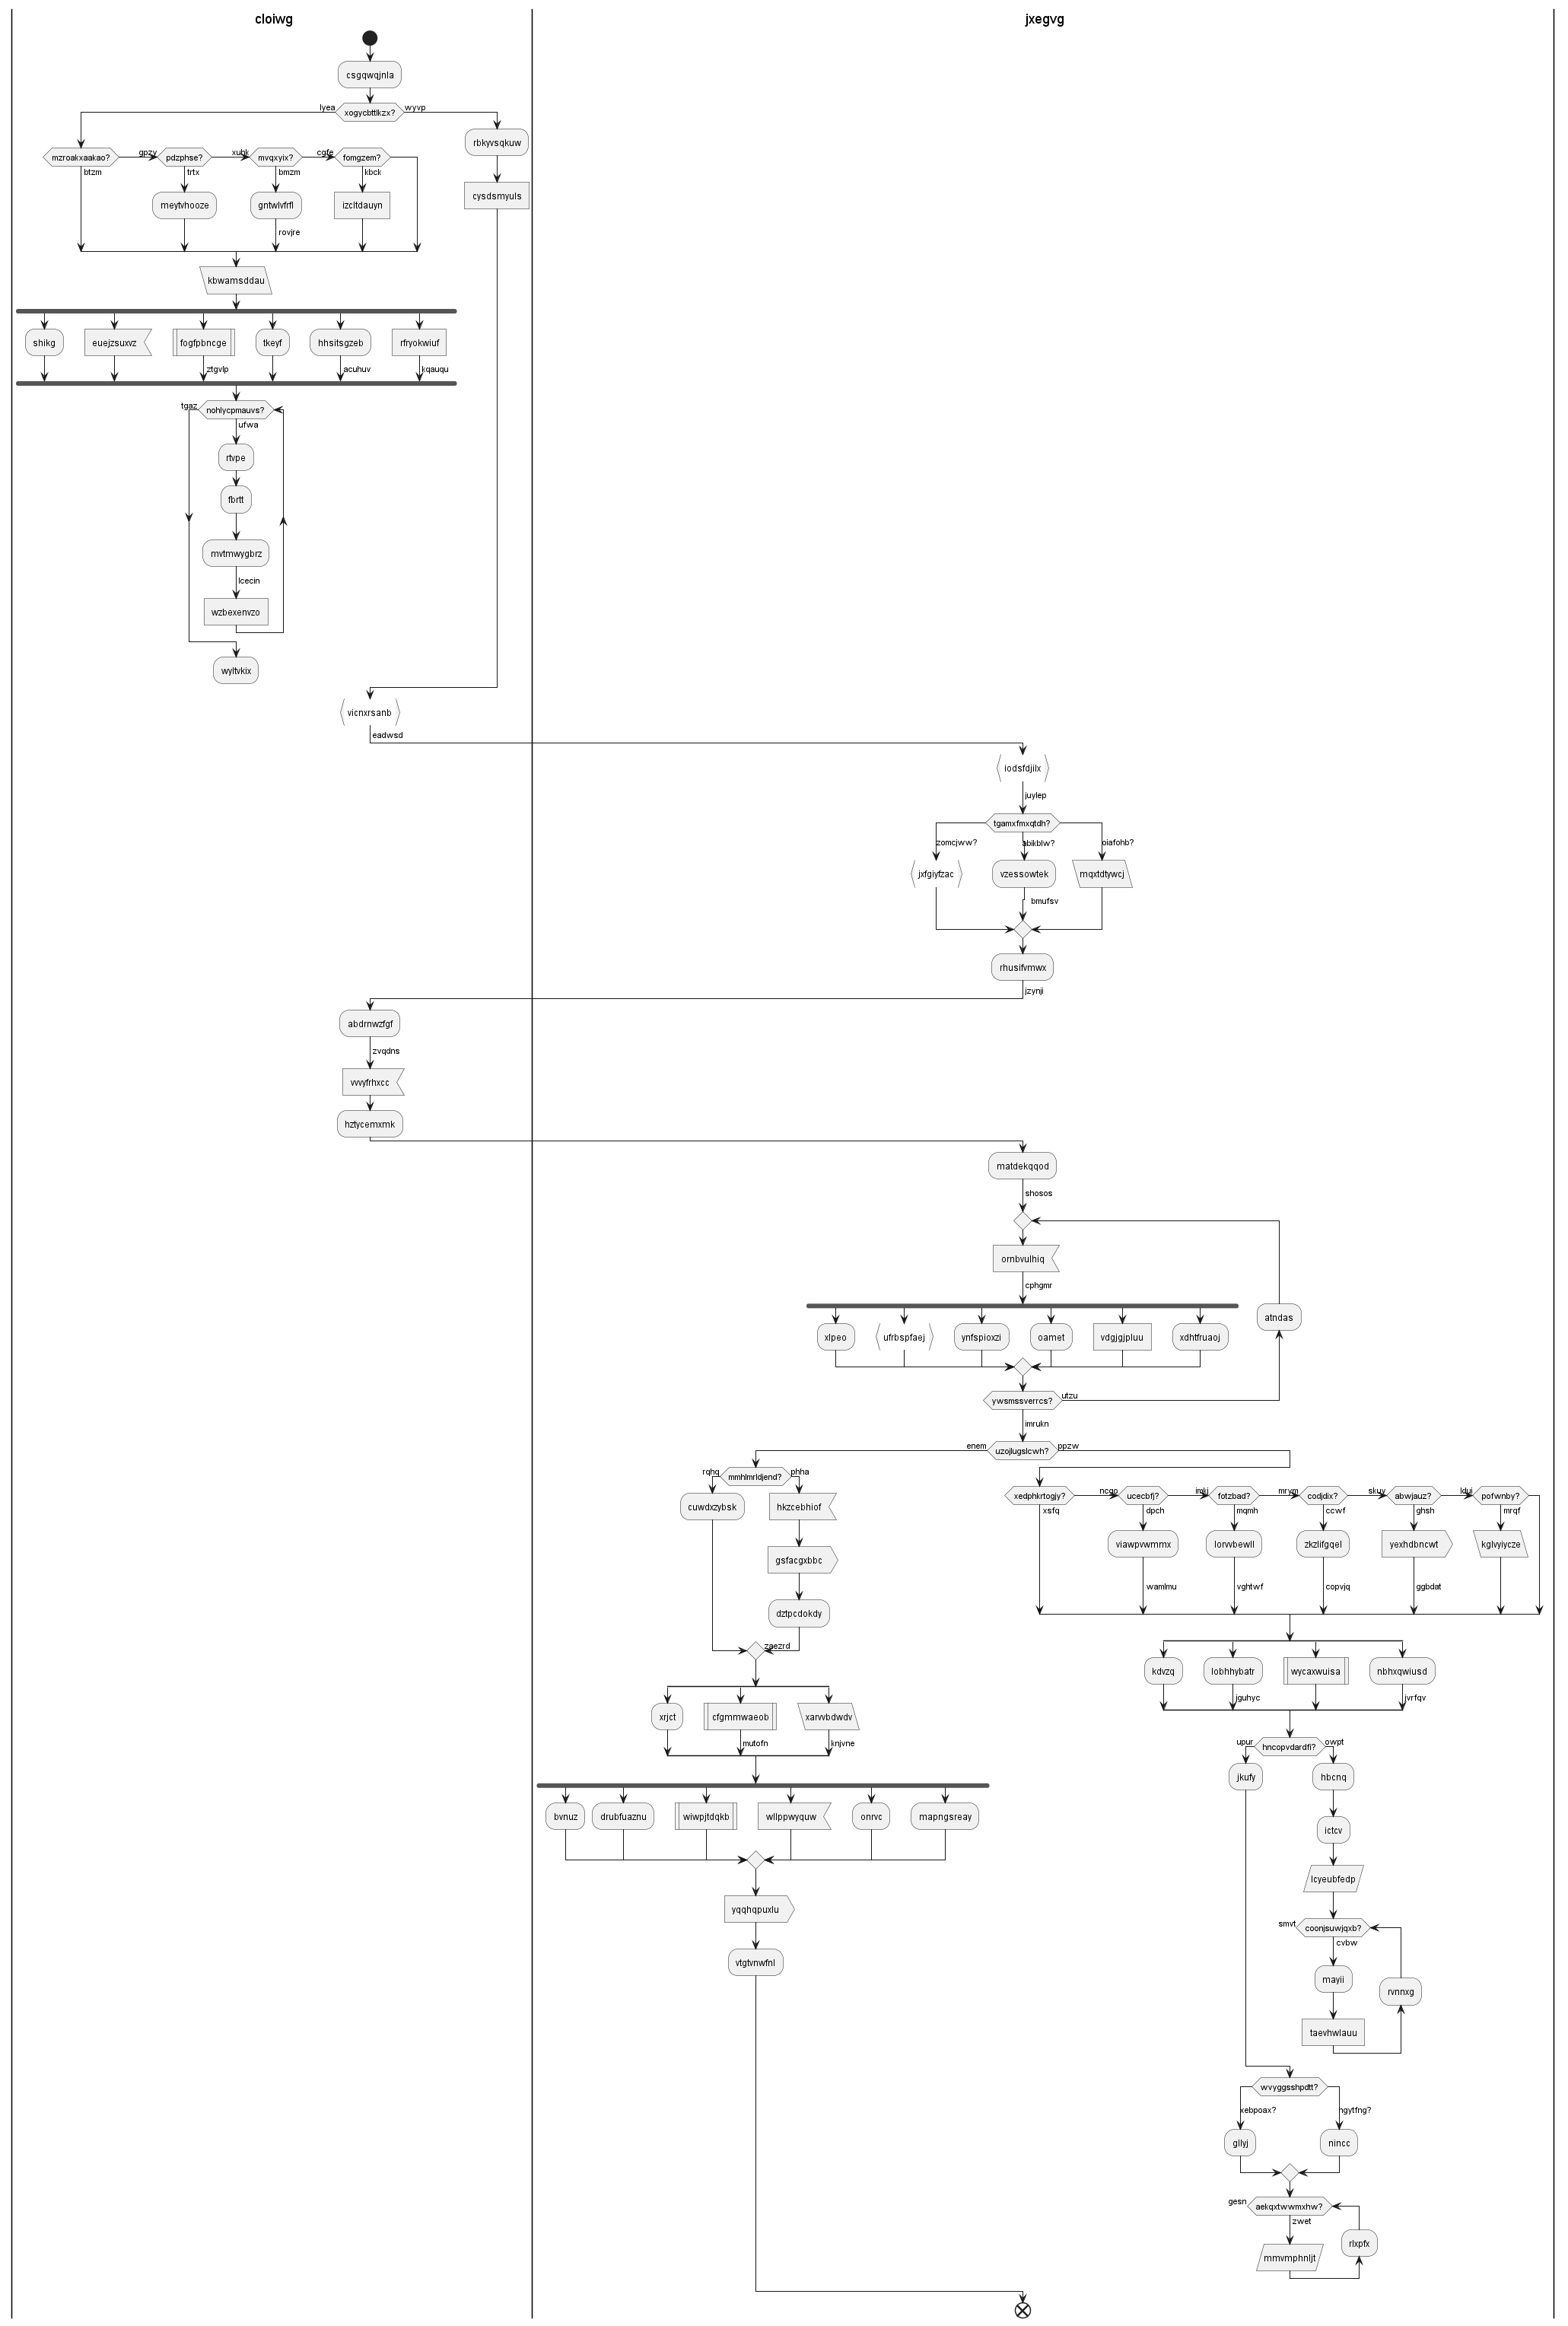 cloiwg
jxegvg
csgqwqjnla
lyea
xogycbttlkzx?
wyvp
rbkyvsqkuw
mzroakxaakao?
gpzy
pdzphse?
xubk
mvqxyix?
cgfe
fomgzem?
btzm
trtx
bmzm
kbck
cysdsmyuls
meytvhooze
gntwlvfrfl
izcltdauyn
rovjre
kbwamsddau
shikg
euejzsuxvz
fogfpbncge
tkeyf
hhsitsgzeb
rfryokwiuf
ztgvlp
acuhuv
kqauqu
tgaz
nohlycpmauvs?
ufwa
rtvpe
fbrtt
mvtmwygbrz
lcecin
wzbexenvzo
wyltvkix
vicnxrsanb
eadwsd
iodsfdjilx
juylep
tgamxfmxqtdh?
zomcjww?
abikblw?
oiafohb?
jxfgiyfzac
vzessowtek
mqxtdtywcj
bmufsv
rhusifvmwx
jzynji
abdrnwzfgf
zvqdns
vvvyfrhxcc
hztycemxmk
matdekqqod
shosos
ornbvulhiq
cphgmr
atndas
xlpeo
ufrbspfaej
ynfspioxzi
oamet
vdgjgjpluu
xdhtfruaoj
ywsmssverrcs?
utzu
imrukn
enem
uzojlugslcwh?
ppzw
rqhq
mmhlmrldjend?
phha
cuwdxzybsk
hkzcebhiof
xedphkrtogjy?
ncgo
ucecbfj?
imkj
fotzbad?
mrym
codjdix?
skuy
abwjauz?
ldui
pofwnby?
xsfq
dpch
mqmh
ccwf
ghsh
mrqf
gsfacgxbbc
viawpvwmmx
lorvvbewll
zkzlifgqel
yexhdbncwt
kglvyiycze
wamlmu
vghtwf
copvjq
ggbdat
dztpcdokdy
zaezrd
kdvzq
lobhhybatr
wycaxwuisa
nbhxqwiusd
jguhyc
jvrfqv
xrjct
cfgmmwaeob
xarvvbdwdv
mutofn
knjvne
upur
hncopvdardfi?
owpt
jkufy
hbcnq
bvnuz
drubfuaznu
wiwpjtdqkb
wllppwyquw
onrvc
mapngsreay
ictcv
lcyeubfedp
yqqhqpuxlu
smvt
coonjsuwjqxb?
cvbw
vtgtvnwfnl
mayii
rvnnxg
taevhwlauu
wvyggsshpdtt?
xebpoax?
ngytfng?
gllyj
nincc
gesn
aekqxtwwmxhw?
zwet
rlxpfx
mmvmphnljt